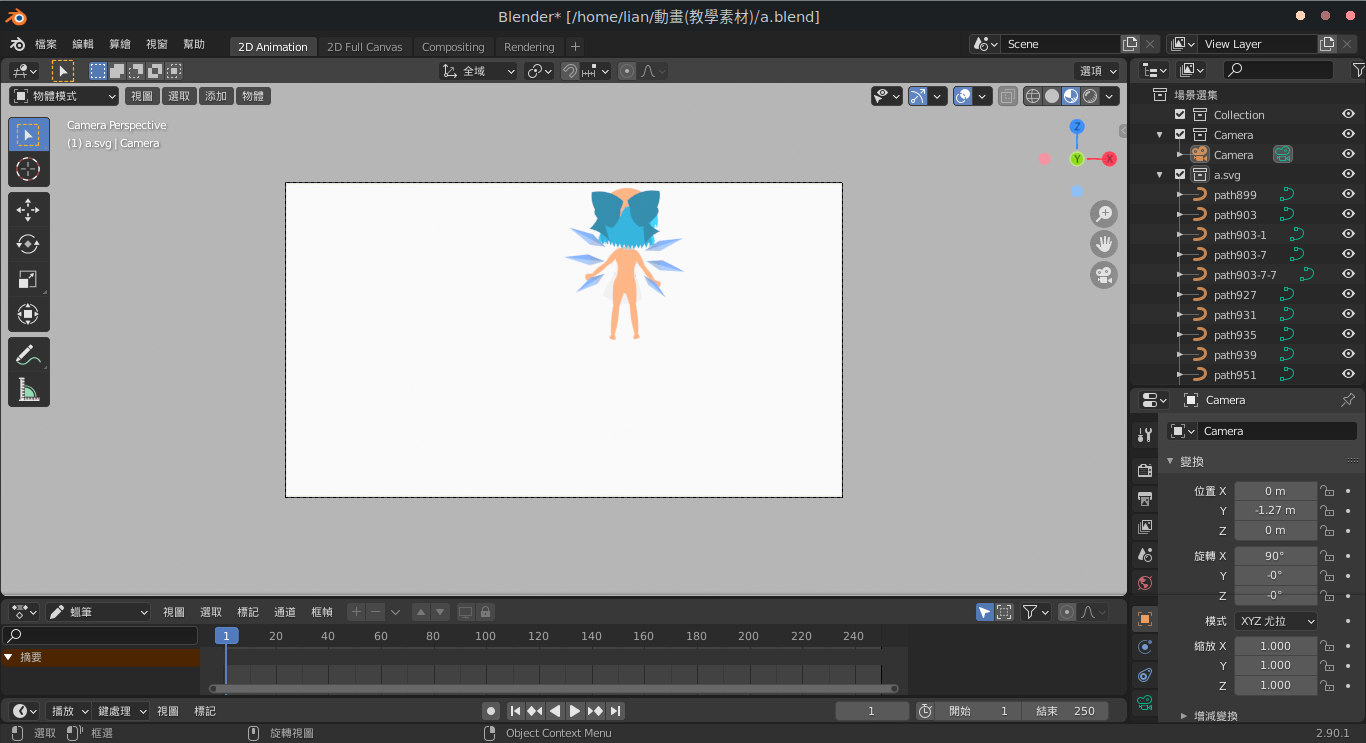 Blender* [/home/lian/動畫(教學素材)/a.blend]
檔案 編輯 算繪 視窗 幫助 2D Animation 2D Full Canvas Compositing Rendering + Scene View Layer
全域 選項
物體模式 視圖 選取 添加 物體
Camera Perspective
(1) a.svg | Camera
Z
Y
X
場景選集
Collection
Camera
Camera
a.svg
path899
path903
path903-1
path903-7
path903-7-7
path927
path931
path935
path939
path951
Camera
Camera
變換
位置 X 0 m
Y -1.27 m
Z 0 m
旋轉 X 90°
Y -0°
Z -0°
模式 XYZ 尤拉
縮放 X 1.000
Y 1.000
Z 1.000
增減變換
蠟筆 視圖 選取 標記 通道 框幀
1 20 40 60 80 100 120 140 160 180 200 220 240
摘要
播放 鍵處理 視圖 標記 1 開始 1 結束 250
選取 框選 旋轉視圖 Object Context Menu 2.90.1